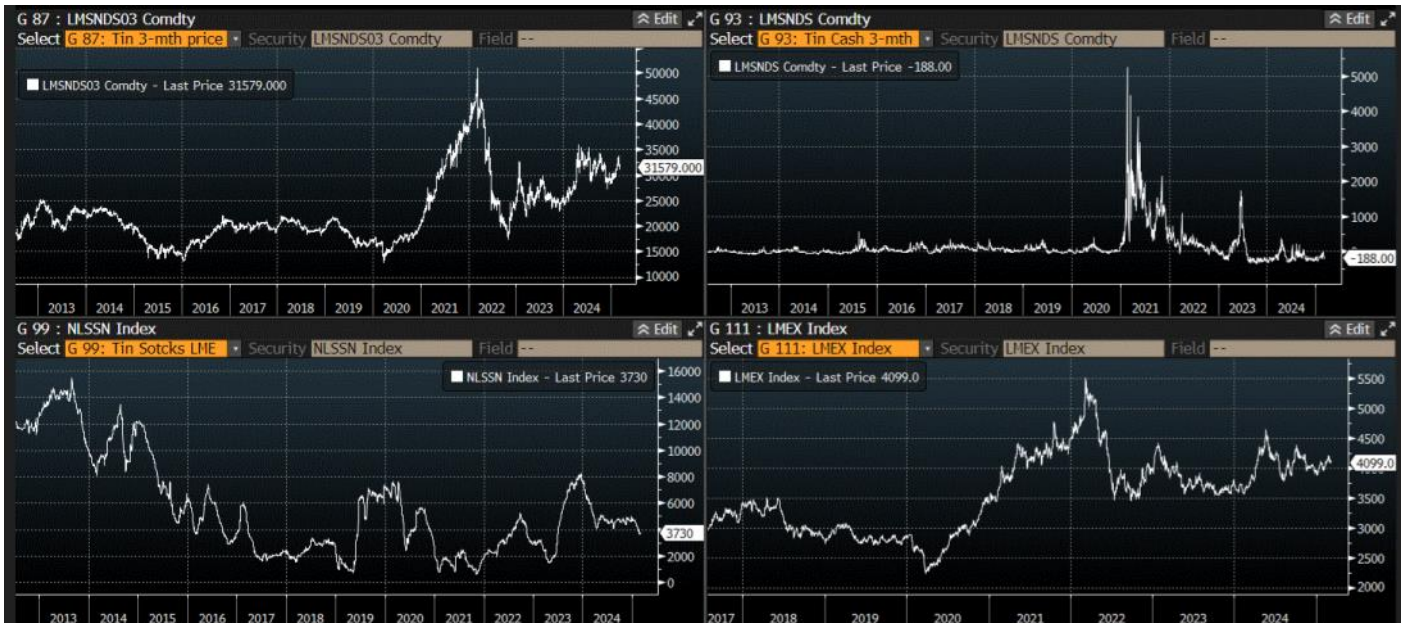 G 87 : LMSNDS03 Comdty
Edit
Select G 87: Tin 3-mth price Security LMSNDS03 Comdty Field --
LMSNDS03 Comdty - Last Price 31579.000
50000
45000
40000
35000
31579.000
30000
25000
20000
15000
10000
2013 2014 2015 2016 2017 2018 2019 2020 2021 2022 2023 2024
G 93 : LMSNDS Comdty
Edit
Select G 93: Tin Cash 3-mth Security LMSNDS Comdty Field --
LMSNDS Comdty - Last Price -188.00
5000
4000
3000
2000
1000
-188.00
2013 2014 2015 2016 2017 2018 2019 2020 2021 2022 2023 2024
G 99 : NLSSN Index
Edit
Select G 99: Tin Sotcks LME Security NLSSN Index Field --
NLSSN Index - Last Price 3730
16000
14000
12000
10000
8000
6000
3730
2000
0
2013 2014 2015 2016 2017 2018 2019 2020 2021 2022 2023 2024
G 111 : LMEX Index
Edit
Select G 111: LMEX Index Security LMEX Index Field --
LMEX Index - Last Price 4099.0
5500
5000
4500
4099.0
3500
3000
2500
2000
2017 2018 2019 2020 2021 2022 2023 2024